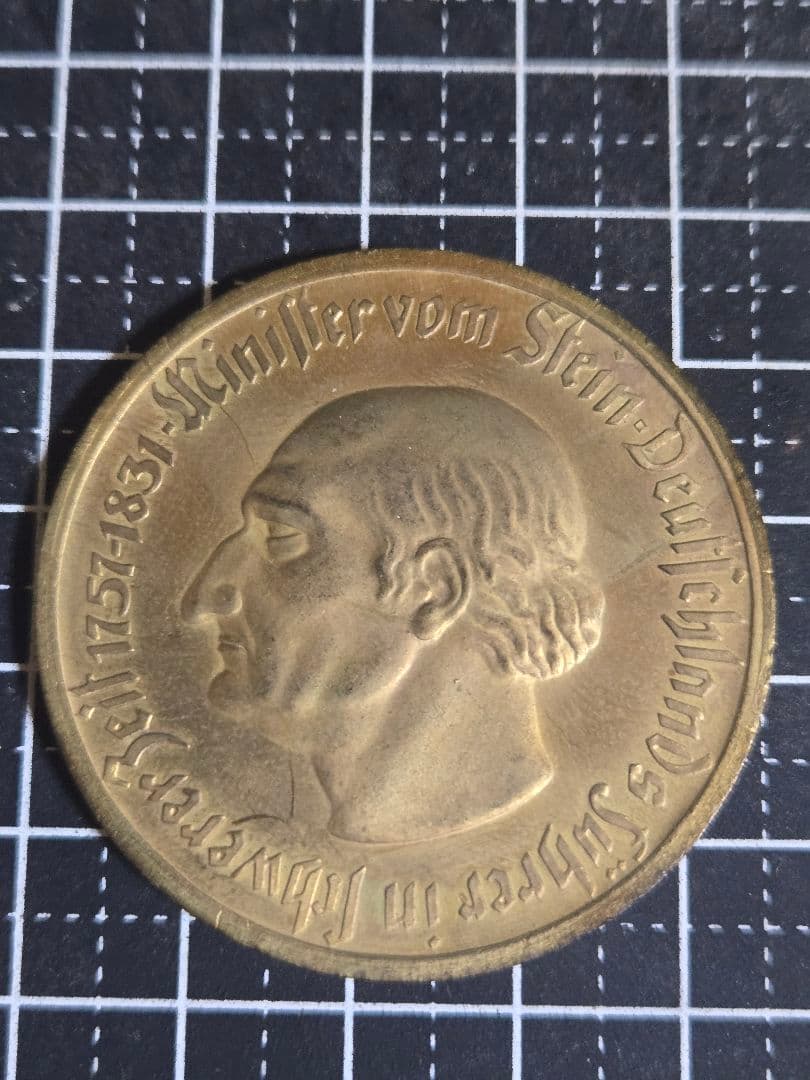 Minister vom Stein · Deutschlands Führer in schwerer Zeit 1757-1831 ·